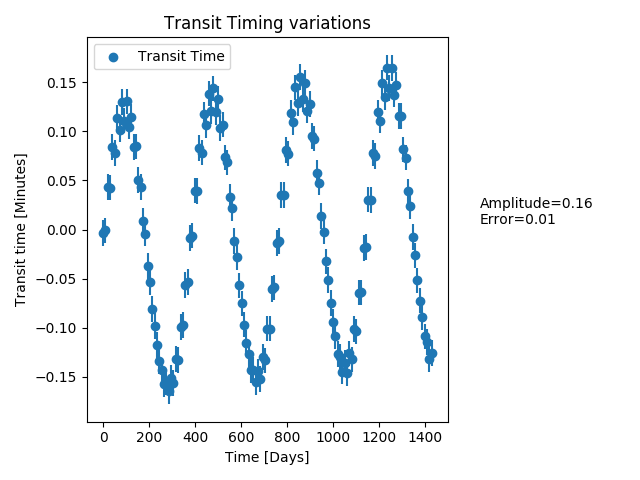 Transit Timing variations
Transit Time
Transit time [Minutes]
0.15
0.10
0.05
0.00
−0.05
−0.10
−0.15
0 200 400 600 800 1000 1200 1400
Time [Days]
Amplitude=0.16
Error=0.01